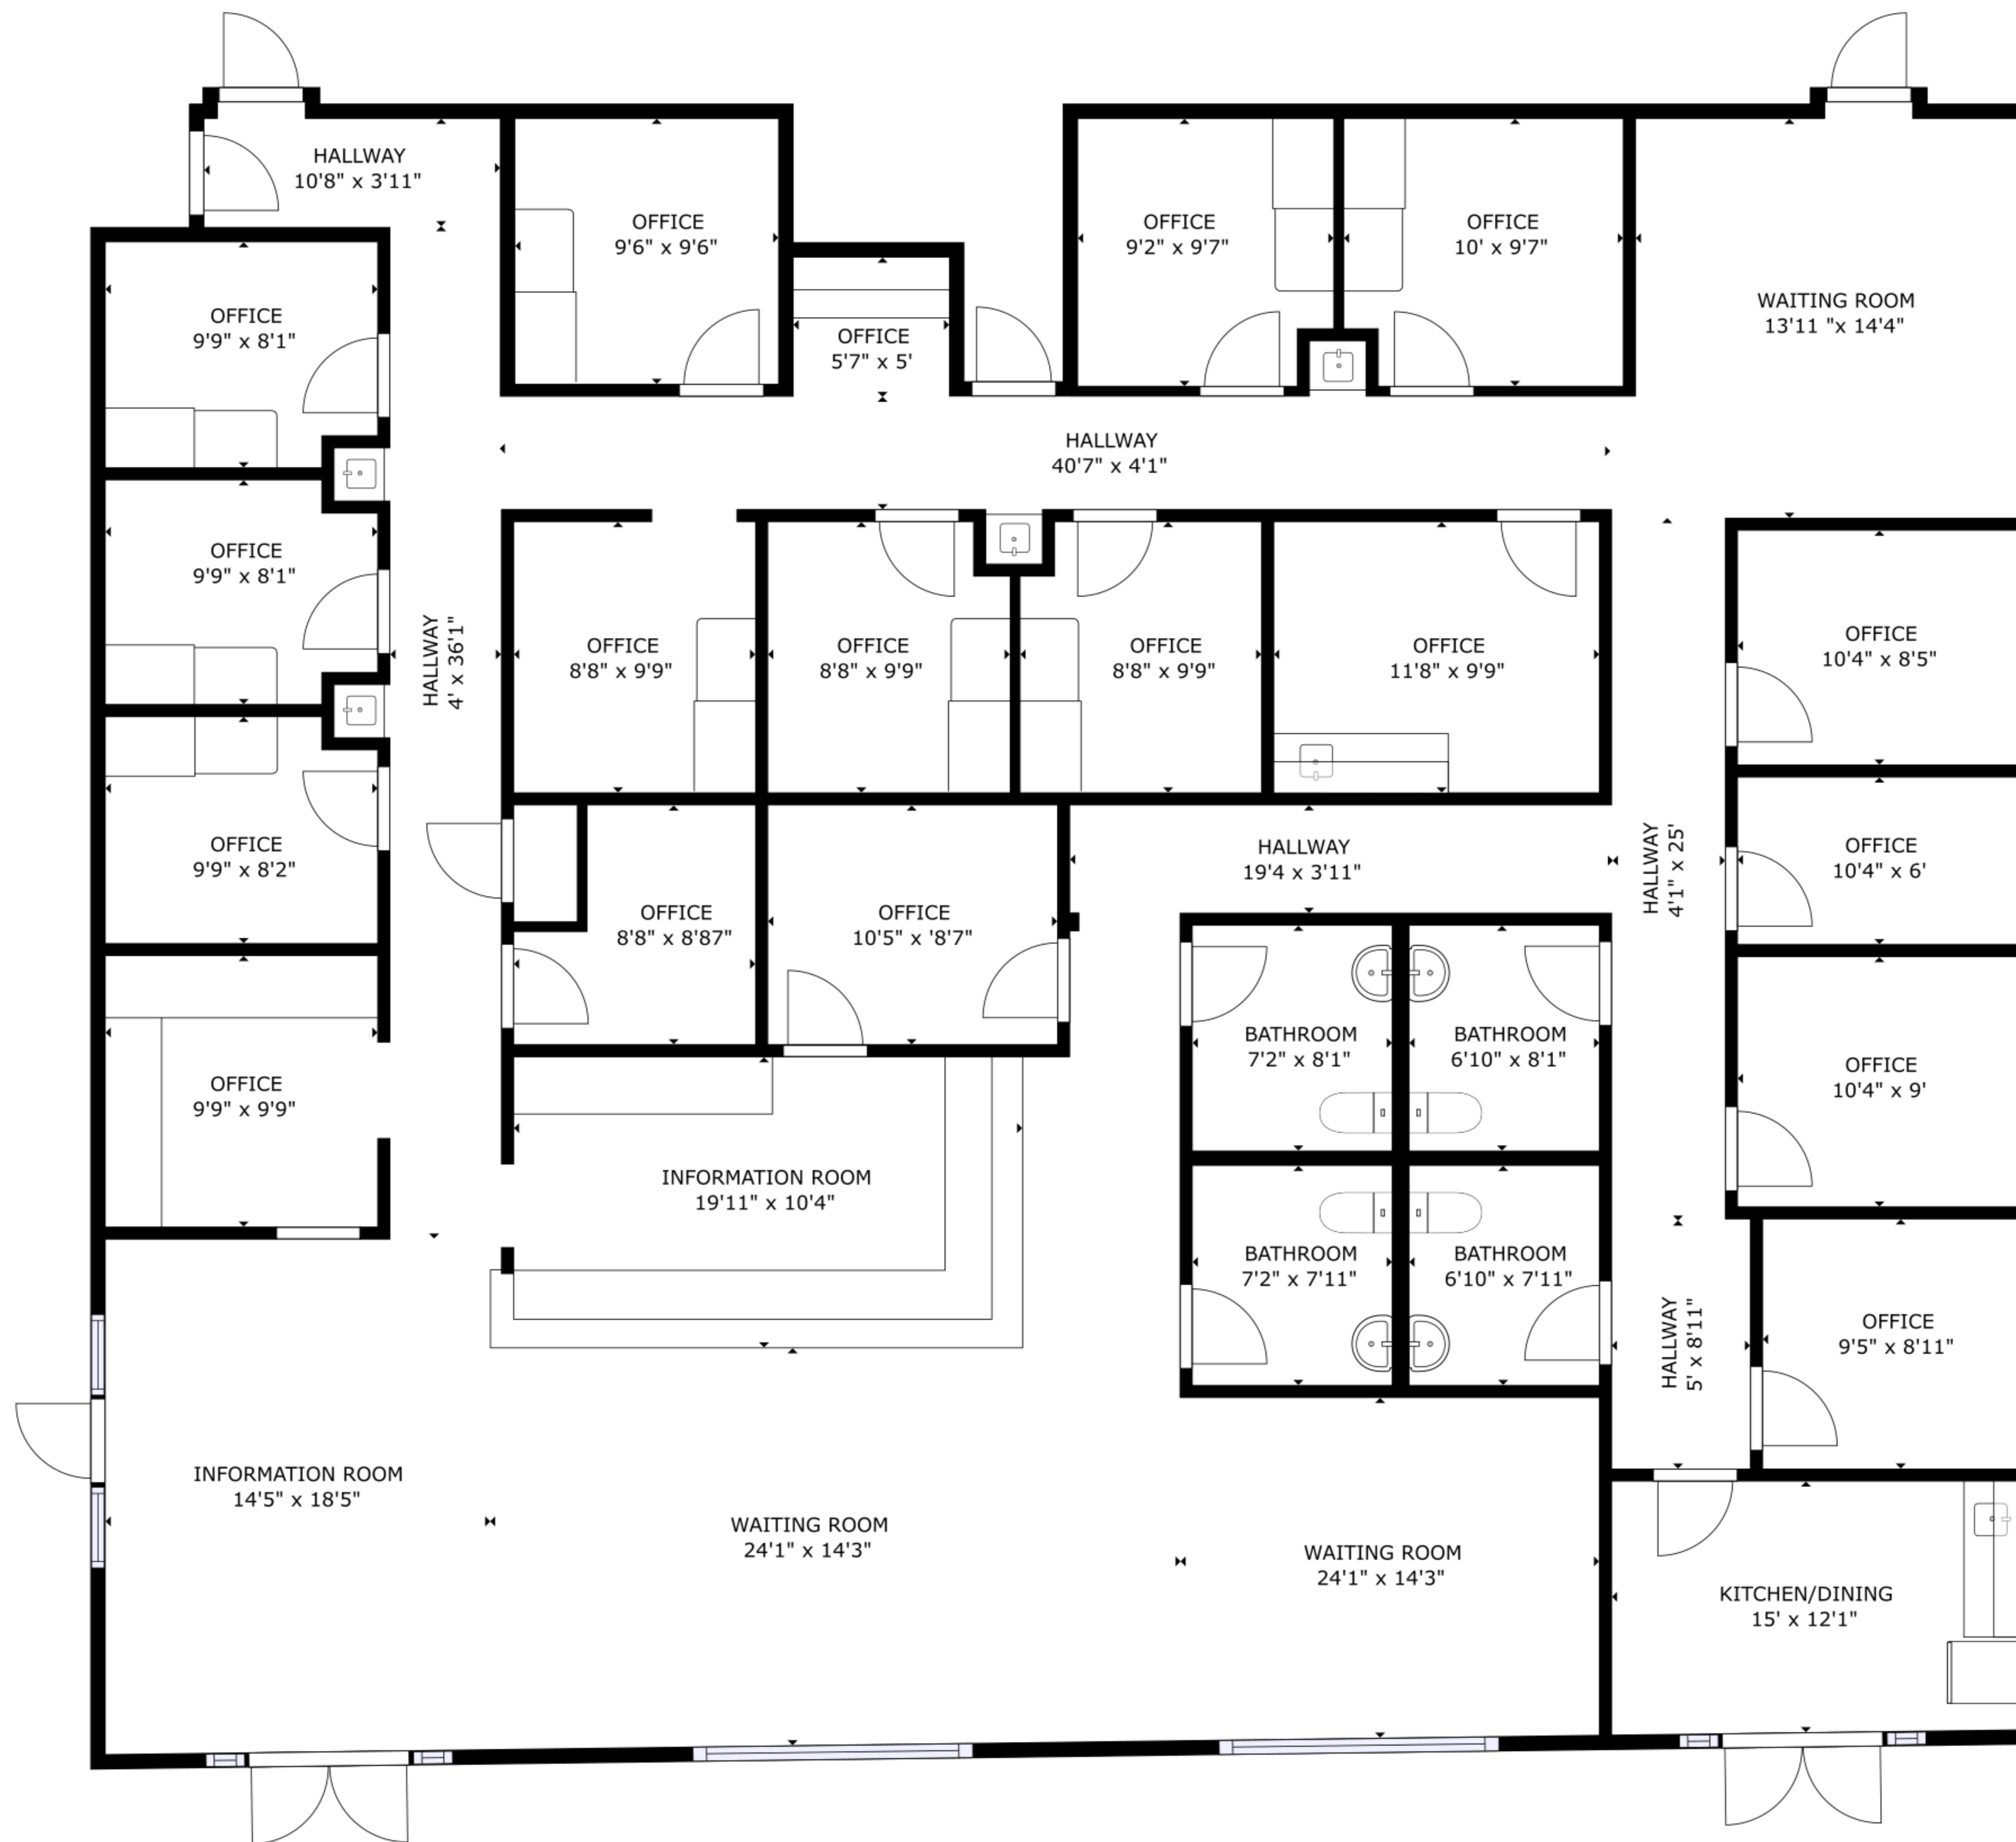 HALLWAY
10'8" x 3'11"
OFFICE
9'6" x 9'6"
OFFICE
9'2" x 9'7"
OFFICE
10' x 9'7"
WAITING ROOM
13'11 "x 14'4"
OFFICE
9'9" x 8'1"
OFFICE
5'7" x 5'
HALLWAY
40'7" x 4'1"
OFFICE
9'9" x 8'1"
HALLWAY
4' x 36'1"
OFFICE
8'8" x 9'9"
OFFICE
8'8" x 9'9"
OFFICE
8'8" x 9'9"
OFFICE
11'8" x 9'9"
OFFICE
10'4" x 8'5"
OFFICE
9'9" x 8'2"
HALLWAY
19'4 x 3'11"
HALLWAY
4'1" x 25'
OFFICE
10'4" x 6'
OFFICE
8'8" x 8'87"
OFFICE
10'5" x '8'7"
BATHROOM
7'2" x 8'1"
BATHROOM
6'10" x 8'1"
OFFICE
10'4" x 9'
OFFICE
9'9" x 9'9"
INFORMATION ROOM
19'11" x 10'4"
BATHROOM
7'2" x 7'11"
BATHROOM
6'10" x 7'11"
HALLWAY
5' x 8'11"
OFFICE
9'5" x 8'11"
INFORMATION ROOM
14'5" x 18'5"
WAITING ROOM
24'1" x 14'3"
WAITING ROOM
24'1" x 14'3"
KITCHEN/DINING
15' x 12'1"